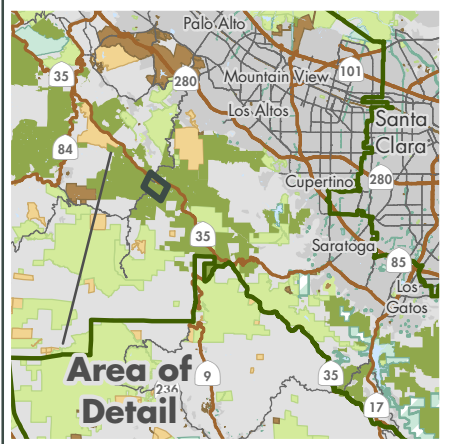 Palo Alto
35
280
Mountain View
101
Los Altos
Santa
Clara
84
Cupertino
280
35
Saratoga
85
Los
Gatos
Area of
236
Detail
9
35
17